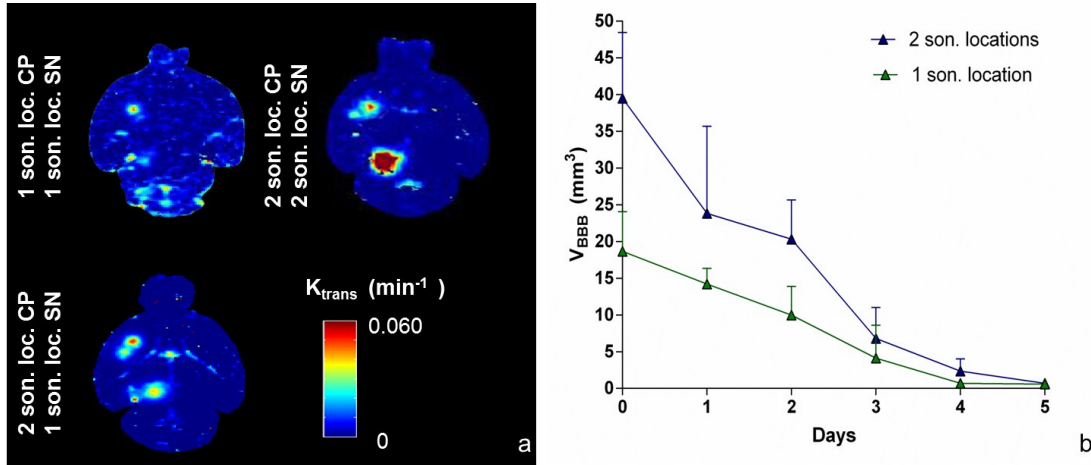 1 son. loc. CP
1 son. loc. SN
2 son. loc. CP
2 son. loc. SN
2 son. loc. CP
1 son. loc. SN
Ktrans (min-1 )
0.060
0
a
50
45
40
35
30
25
20
15
10
5
0
VBBB (mm3)
2 son. locations
1 son. location
0 1 2 3 4 5
Days
b